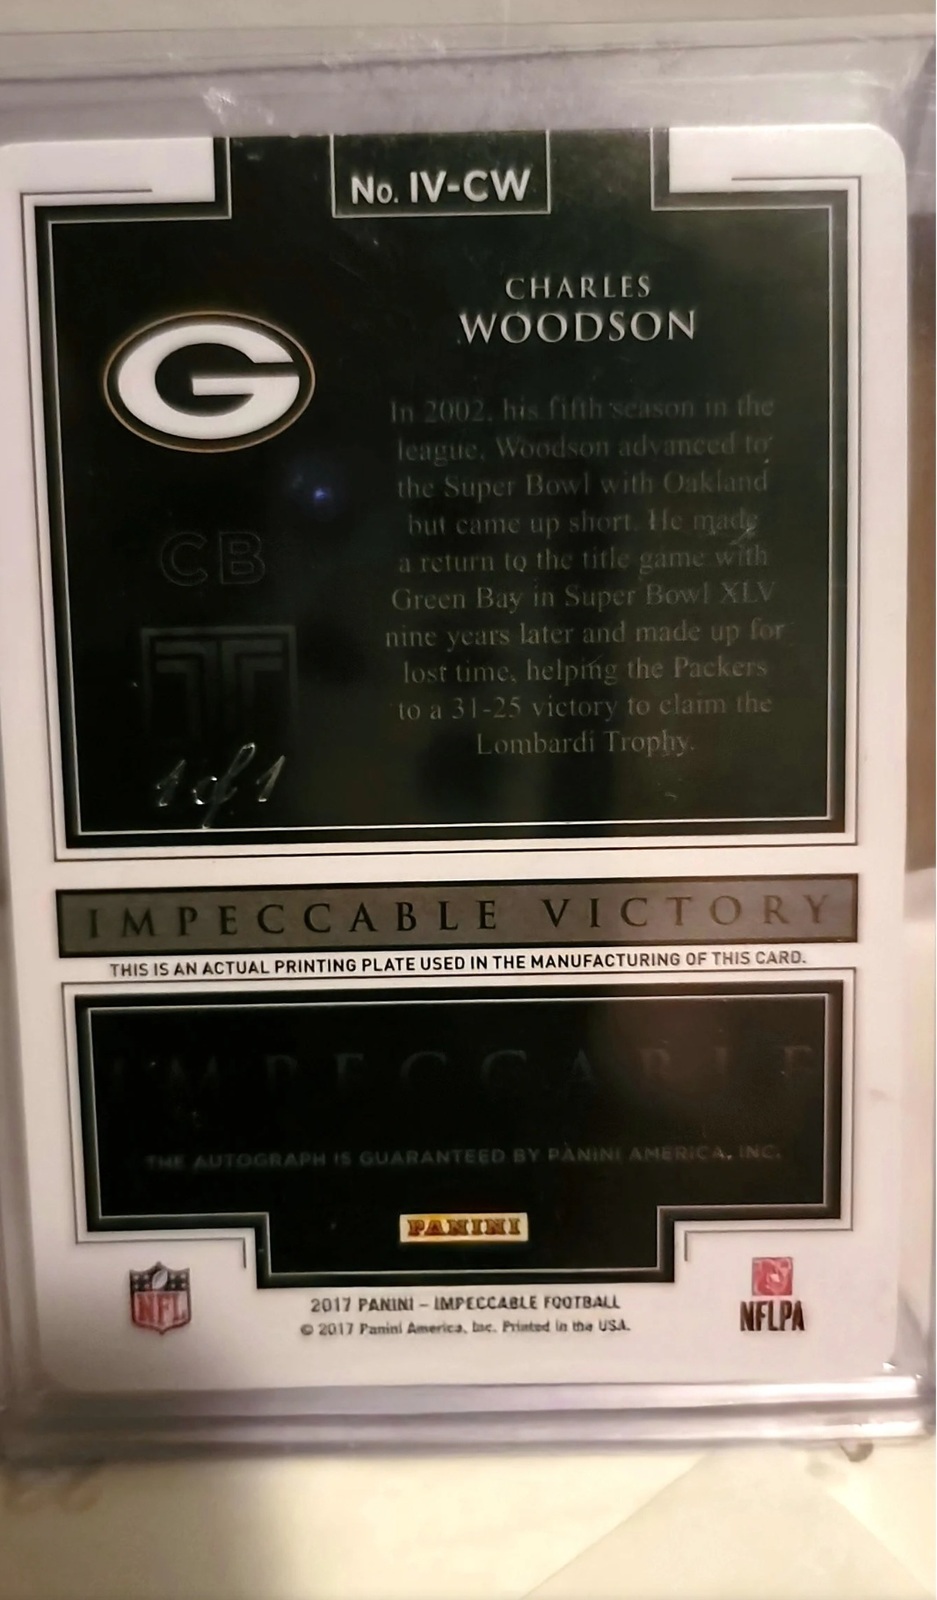 No. IV-CW
CHARLES
WOODSON
G
In 2002, his fifth season in the
league, Woodson advanced to
the Super Bowl with Oakland
but came up short. He made
a return to the title game with
Green Bay in Super Bowl XLV
nine years later and made up for
lost time, helping the Packers
to a 31-25 victory to claim the
Lombardi Trophy.
CB
1 of 1
IMPECCABLE VICTORY
THIS IS AN ACTUAL PRINTING PLATE USED IN THE MANUFACTURING OF THIS CARD.
IMPECCABLE
THE AUTOGRAPH IS GUARANTEED BY PANINI AMERICA, INC.
PANINI
NFL
2017 PANINI – IMPECCABLE FOOTBALL
© 2017 Panini America, Inc. Printed in the USA.
NFLPA